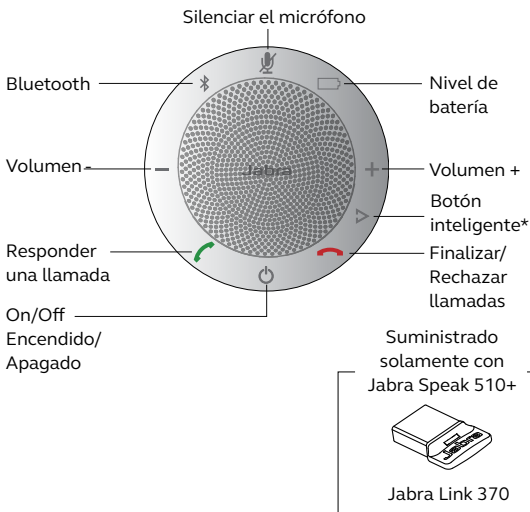 Silenciar el micrófono
Bluetooth
Nivel de
batería
Jabra
Volumen -
Volumen +
Botón
inteligente*
Responder
una llamada
Finalizar/
Rechazar
llamadas
On/Off
Encendido/
Apagado
Suministrado
solamente con
Jabra Speak 510+
Jabra
Jabra Link 370